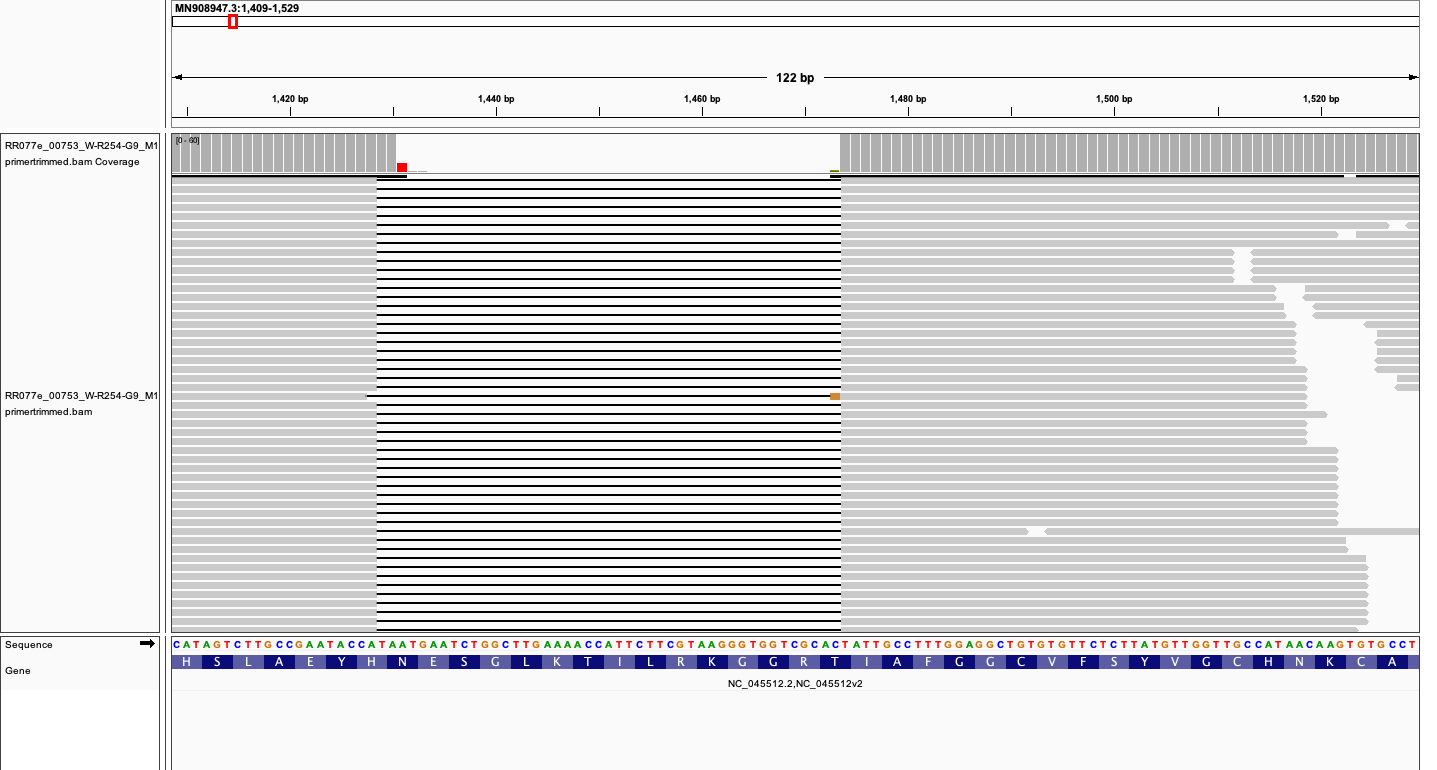 MN908947.3:1,409-1,529
122 bp
1,420 bp 1,440 bp 1,460 bp 1,480 bp 1,500 bp 1,520 bp
RR077e_00753_W-R254-G9_M1
primertrimmed.bam Coverage
[0 - 60]
RR077e_00753_W-R254-G9_M1
primertrimmed.bam
Sequence
CATAGTCTTGCCGAATACCATAATGAATCTGGCTTGAAAACCATTCTTCGTAAGGGTGGTCGCACTATTGCCTTTGGAGGCTGTGTGTTCTCTTATGTTGGTTGCCATAACAAGTGTGCCT
Gene
H S L A E Y H N E S G L K T I L R K G G R T I A F G G C V F S Y V G C H N K C A
NC_045512.2,NC_045512v2